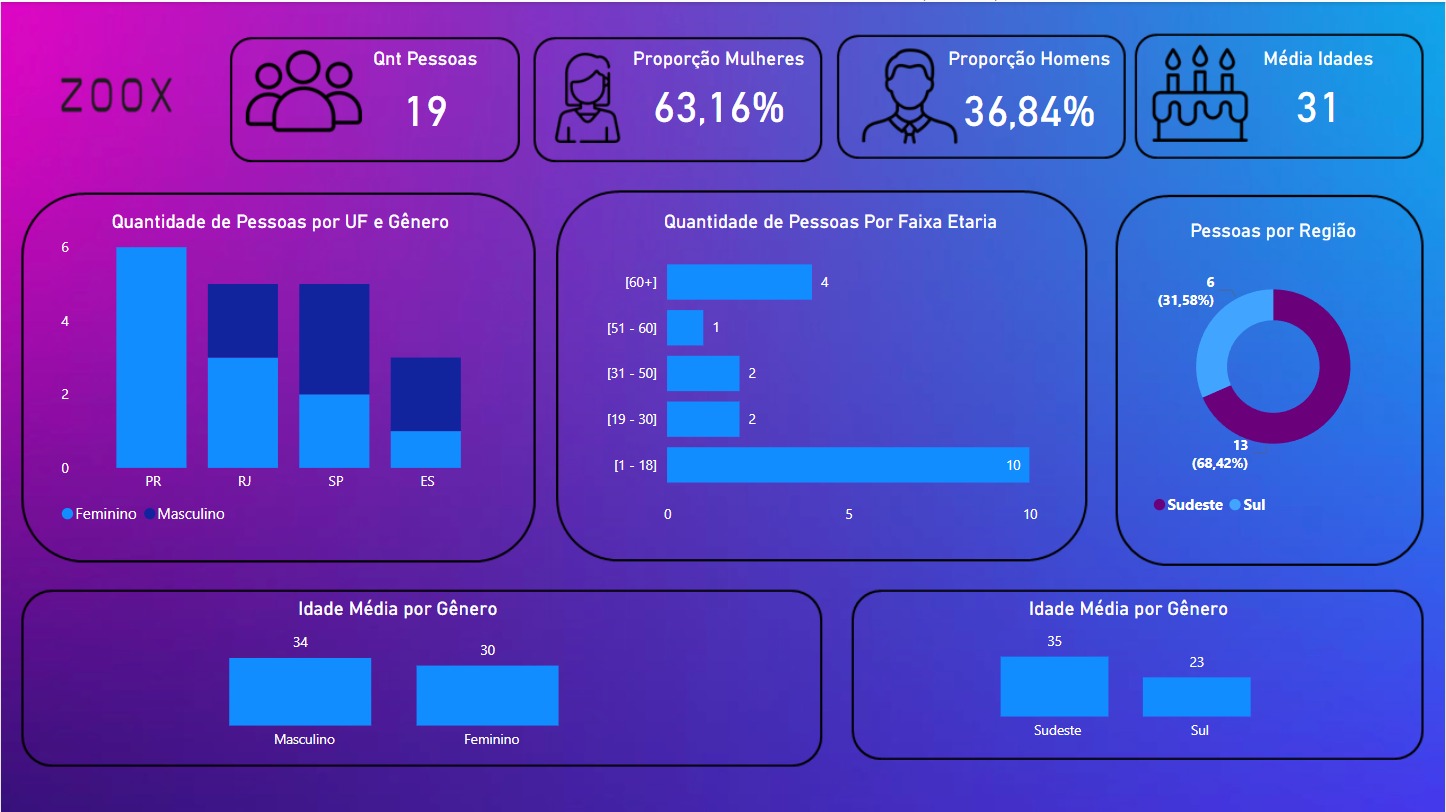 ZOOX
Qnt Pessoas
19
Proporção Mulheres
63,16%
Proporção Homens
36,84%
Média Idades
31
Quantidade de Pessoas por UF e Gênero
6
4
2
0
PR RJ SP ES
Feminino Masculino
Quantidade de Pessoas Por Faixa Etaria
[60+] 4
[51 - 60] 1
[31 - 50] 2
[19 - 30] 2
[1 - 18] 10
0 5 10
Pessoas por Região
6
(31,58%)
13
(68,42%)
Sudeste Sul
Idade Média por Gênero
34 30
Masculino Feminino
Idade Média por Gênero
35 23
Sudeste Sul